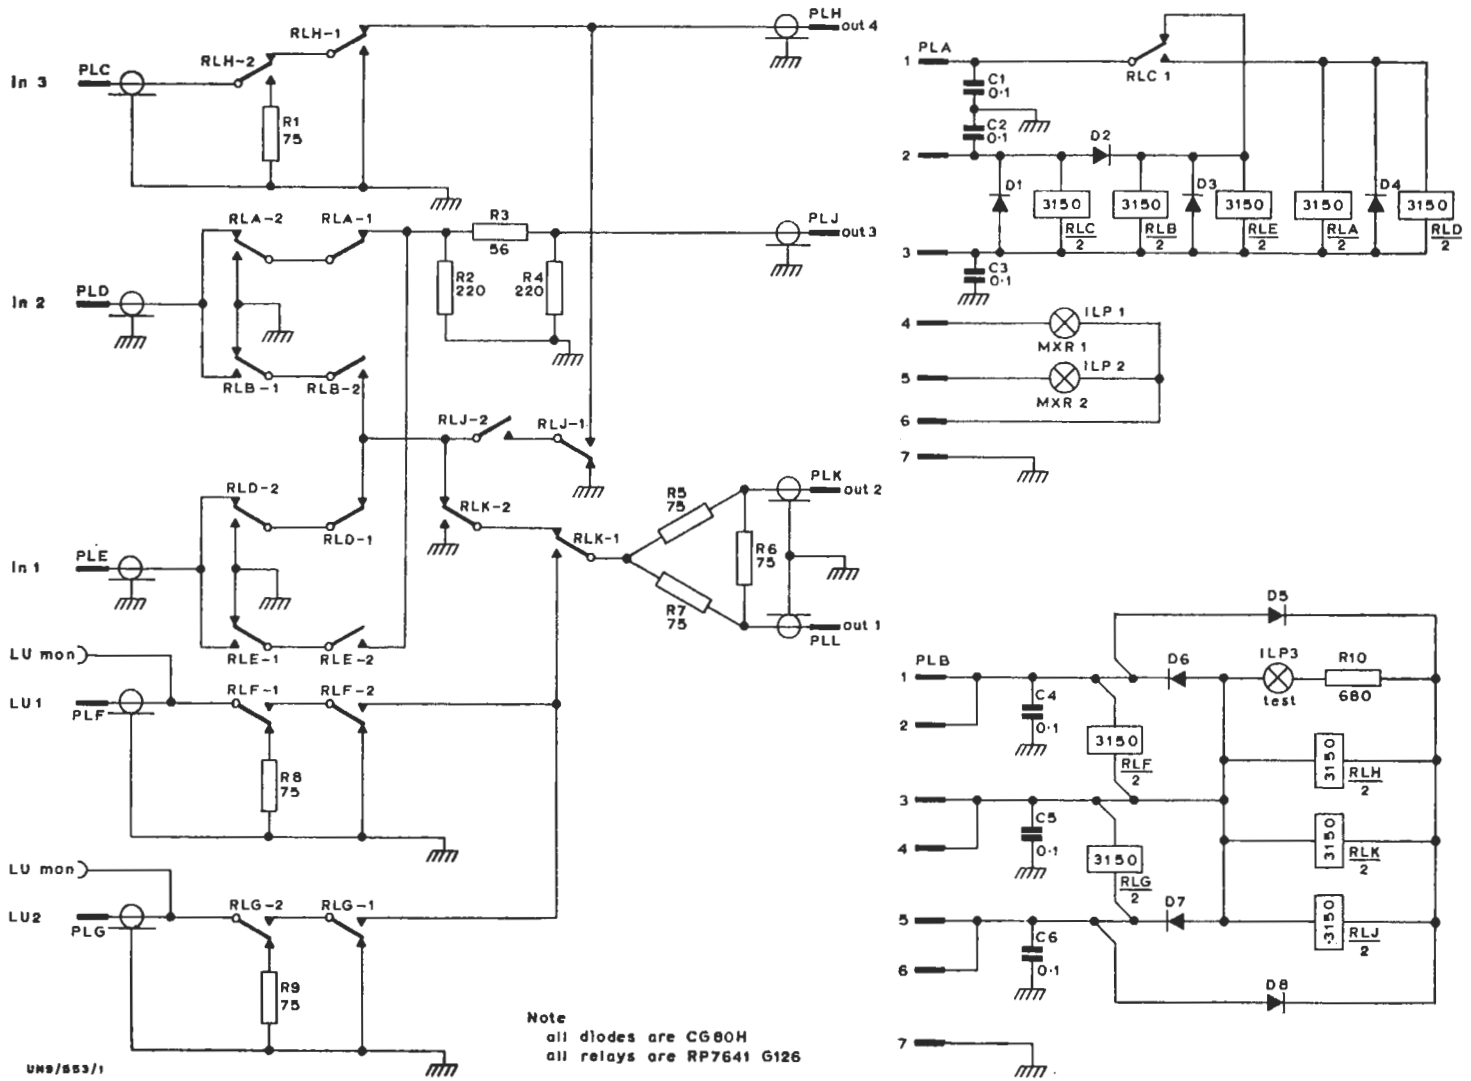 PLH
out 4
RLH-1
RLH-2
In 3
PLC
R1
75
RLA-2
RLA-1
R3
56
PLJ
out 3
R2
220
R4
220
In 2
PLD
RLB-1
RLB-2
RLJ-2
RLJ-1
RLD-2
RLD-1
RLK-2
RLK-1
R5
75
PLK
out 2
R6
75
R7
75
out 1
PLL
In 1
PLE
RLE-1
RLE-2
LU mon
RLF-1
RLF-2
LU1
PLF
R8
75
LU mon
RLG-2
RLG-1
LU2
PLG
R9
75
Note
all diodes are CG80H
all relays are RP7641 G126
UN9/553/1
PLA
1
RLC 1
C1
0·1
C2
0·1
2
D2
D1
3150
RLC
2
3150
RLB
2
D3
3150
RLE
2
3150
RLA
2
D4
3150
RLD
2
3
C3
0·1
4
ILP 1
MXR 1
5
ILP 2
MXR 2
6
7
D5
PLB
1
D6
ILP3
test
R10
680
C4
0·1
2
3150
RLF
2
3150
RLH
2
3
C5
0·1
4
3150
RLG
2
3150
RLK
2
5
D7
3150
RLJ
2
C6
0·1
6
D8
7